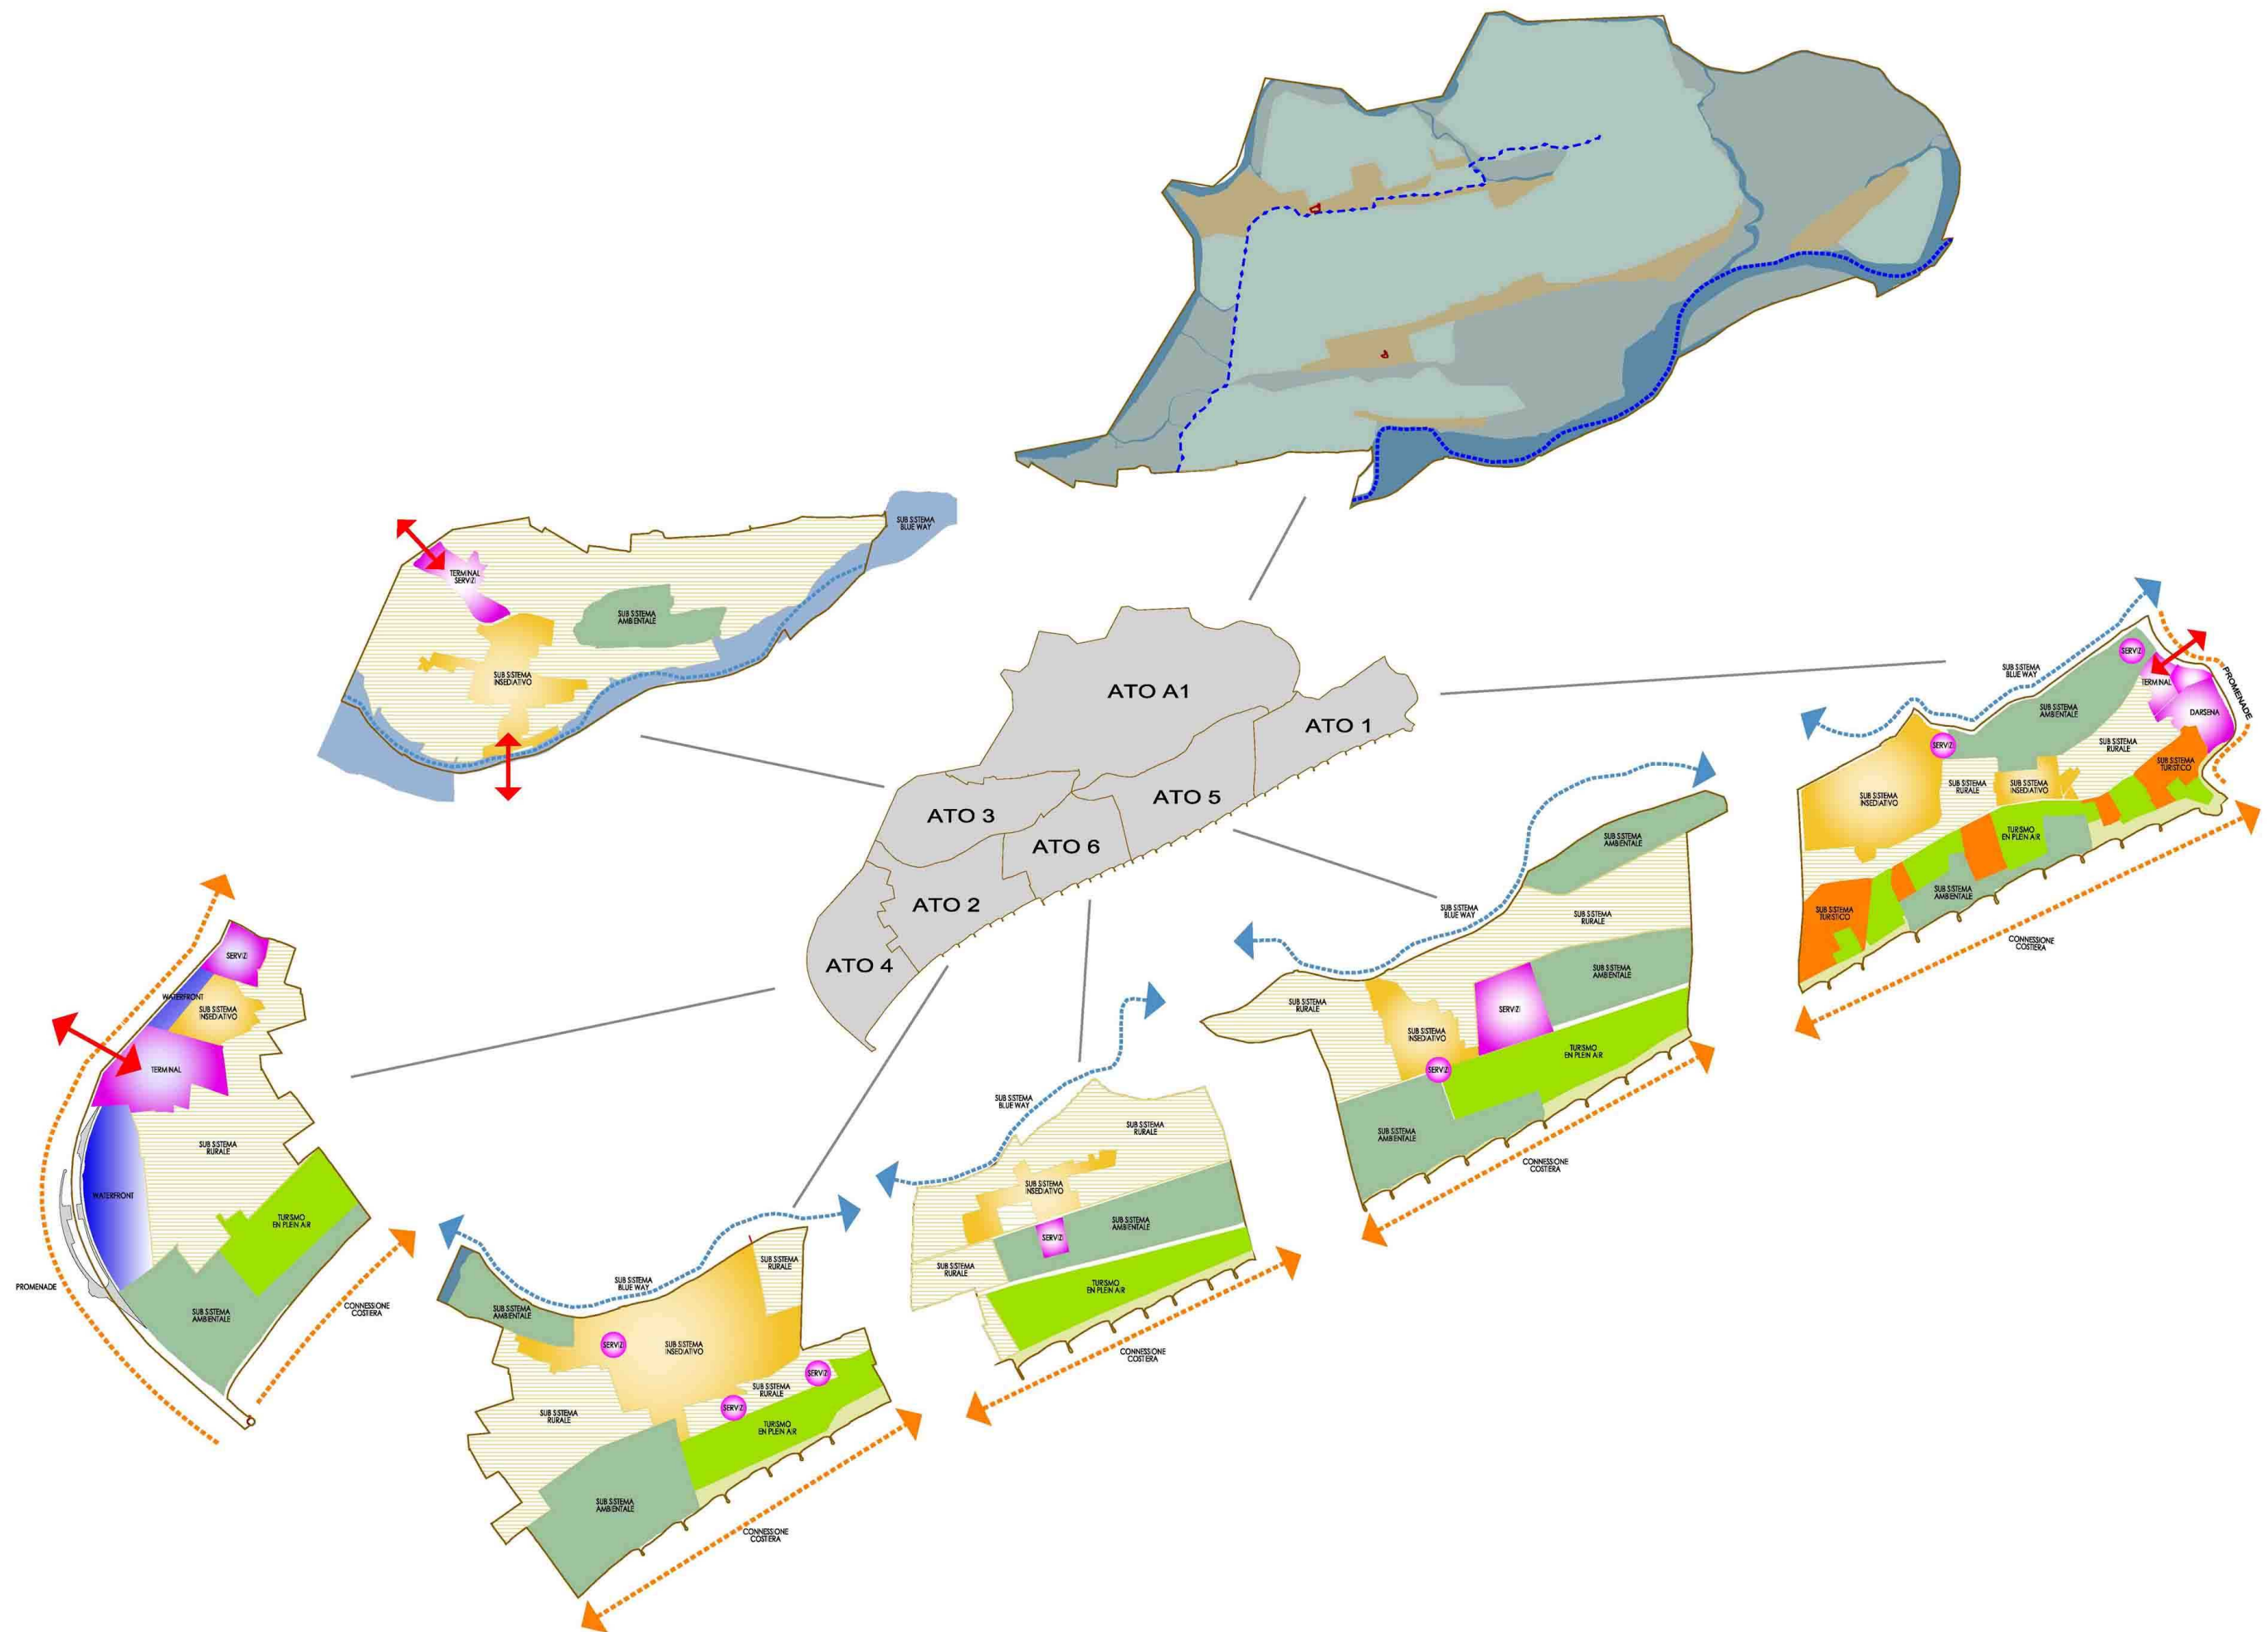 SUB SISTEMA
BLUE WAY
TERMINAL
SERVIZI
SUB SISTEMA
AMBIENTALE
SUB SISTEMA
INSEDIATIVO
ATO A1
ATO 1
ATO 5
ATO 3
ATO 6
ATO 2
ATO 4
SUB SISTEMA
BLUE WAY
SERVIZI
TERMINAL
PROMENADE
DARSENA
SUB SISTEMA
AMBIENTALE
SERVIZI
SUB SISTEMA
RURALE
SUB SISTEMA
TURISTICO
SUB SISTEMA
INSEDIATIVO
SUB SISTEMA
RURALE
SUB SISTEMA
INSEDIATIVO
TURISMO
EN PLEIN AIR
SUB SISTEMA
AMBIENTALE
SUB SISTEMA
TURISTICO
CONNESSIONE
COSTIERA
SUB SISTEMA
AMBIENTALE
SUB SISTEMA
BLUE WAY
SUB SISTEMA
RURALE
SUB SISTEMA
AMBIENTALE
SUB SISTEMA
RURALE
SERVIZI
SUB SISTEMA
INSEDIATIVO
TURISMO
EN PLEIN AIR
SERVIZI
SUB SISTEMA
AMBIENTALE
CONNESSIONE
COSTIERA
SUB SISTEMA
BLUE WAY
SUB SISTEMA
RURALE
SUB SISTEMA
INSEDIATIVO
SUB SISTEMA
AMBIENTALE
SERVIZI
SUB SISTEMA
RURALE
TURISMO
EN PLEIN AIR
CONNESSIONE
COSTIERA
SERVIZI
WATERFRONT
SUB SISTEMA
INSEDIATIVO
TERMINAL
SUB SISTEMA
RURALE
WATERFRONT
TURISMO
EN PLEIN AIR
PROMENADE
SUB SISTEMA
AMBIENTALE
CONNESSIONE
COSTIERA
SUB SISTEMA
BLUE WAY
SUB SISTEMA
RURALE
SUB SISTEMA
AMBIENTALE
SERVIZI
SUB SISTEMA
INSEDIATIVO
SERVIZI
SUB SISTEMA
RURALE
SERVIZI
SUB SISTEMA
RURALE
TURISMO
EN PLEIN AIR
SUB SISTEMA
AMBIENTALE
CONNESSIONE
COSTIERA